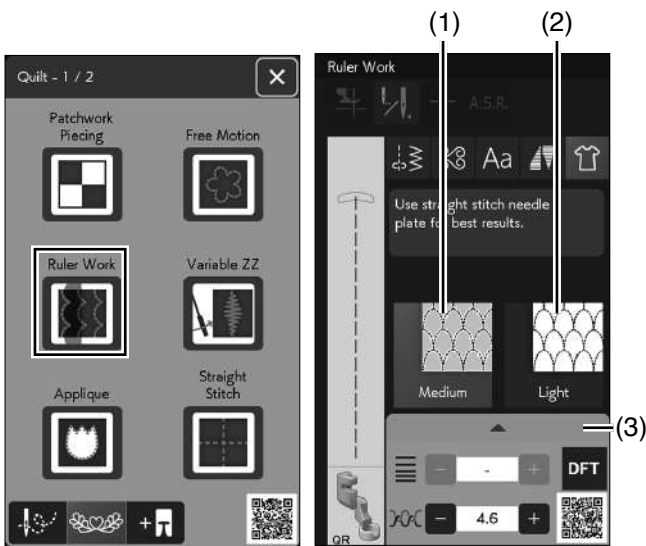 (1)
(2)
Quilt - 1 / 2
Patchwork
Piecing
Free Motion
Ruler Work
Variable ZZ
Applique
Straight
Stitch
Ruler Work
A.S.R.
Aa
Use straight stitch needle
plate for best results.
Medium
Light
(3)
- - +
DFT
- 4.6 +
QR